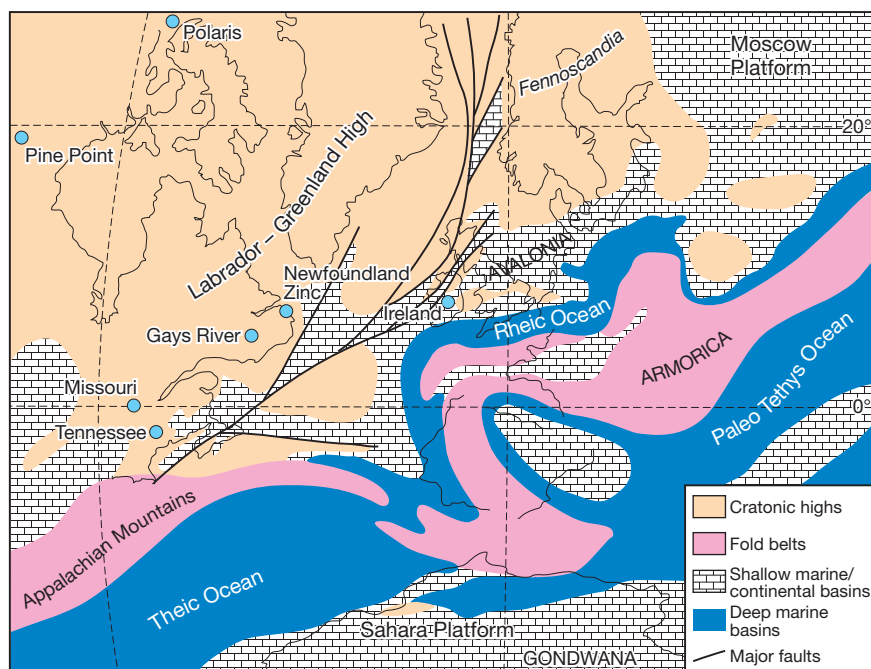 Polaris
Fennoscandia
Moscow
Platform
20°
Pine Point
Labrador – Greenland High
AVALONIA
Newfoundland
Zinc
Ireland
Rheic Ocean
Gays River
ARMORICA
Missouri
0°
Paleo Tethys Ocean
Tennessee
Appalachian Mountains
Theic Ocean
Sahara Platform
GONDWANA
Cratonic highs
Fold belts
Shallow marine/
continental basins
Deep marine
basins
Major faults